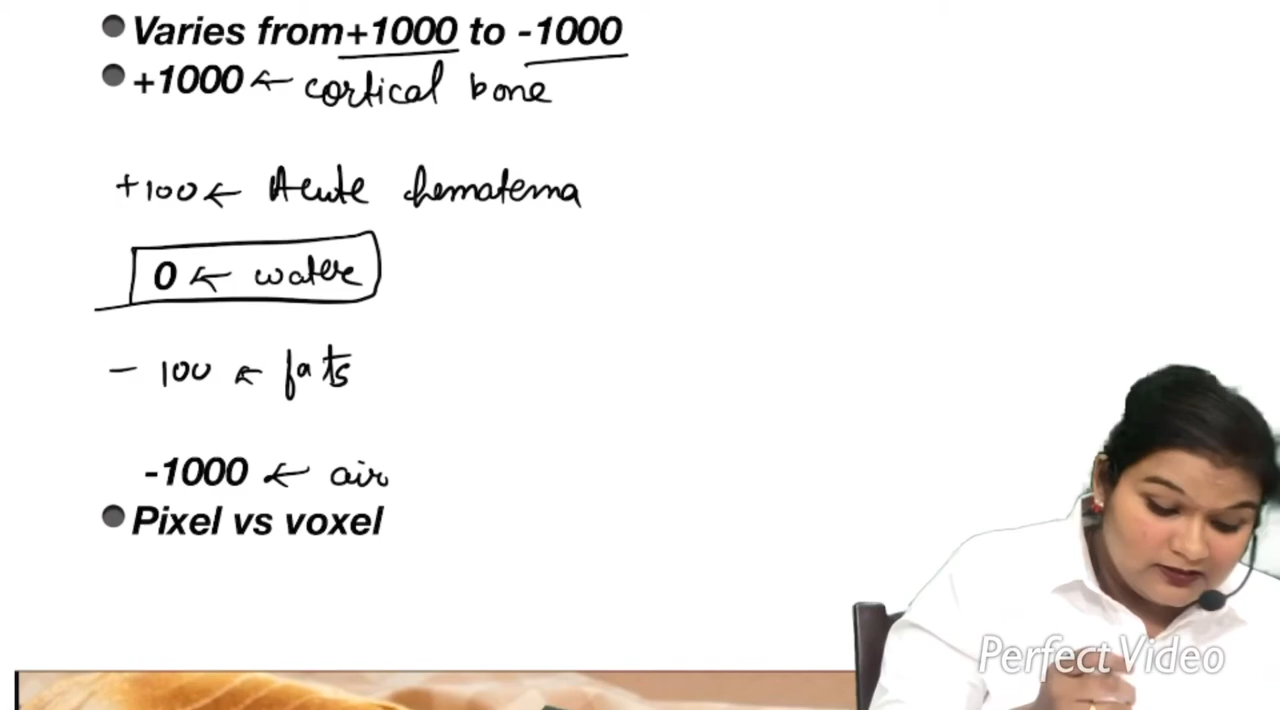 Varies from +1000 to -1000
+1000 ← cortical bone
+100 ← Acute hematema
0 ← water
- 100 ← fats
-1000 ← air
Pixel vs voxel
Perfect Video